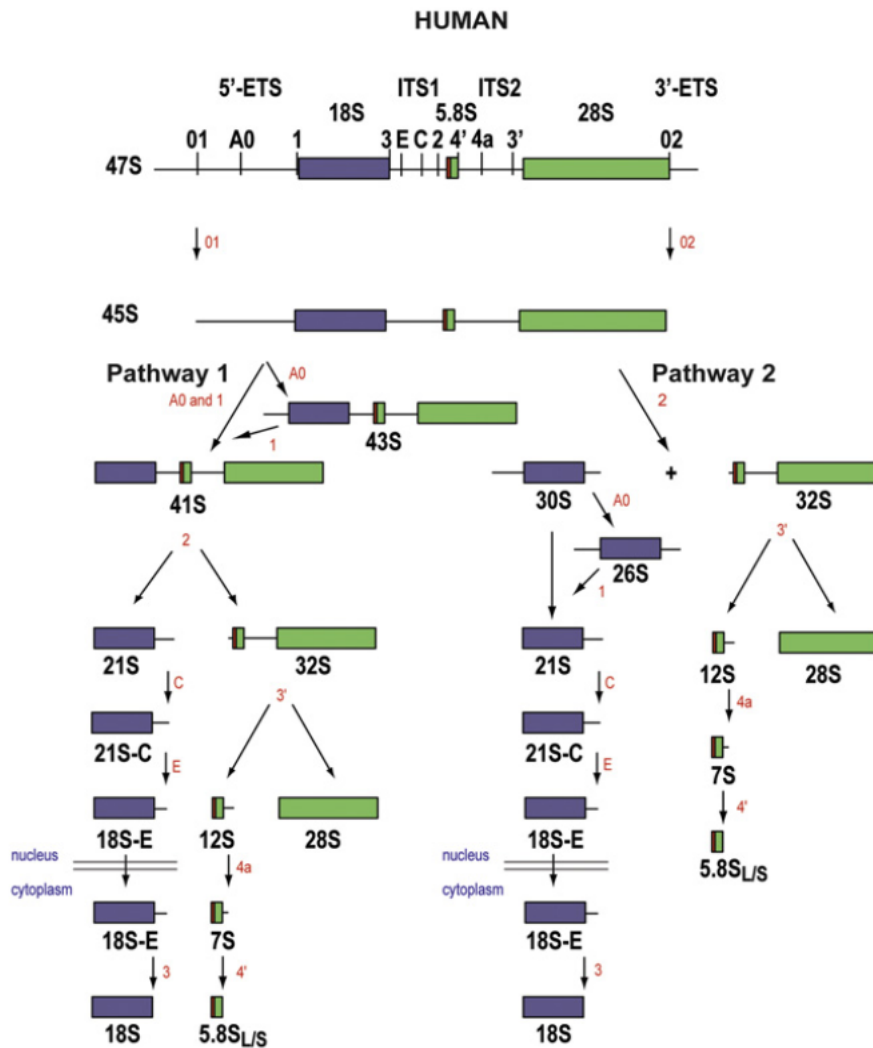 HUMAN
5'-ETS ITS1 ITS2 3'-ETS
18S 5.8S 28S
01 A0 1 3 E C 2 4' 4a 3' 02
47S
01 02
45S
Pathway 1 A0 Pathway 2
A0 and 1 2
1 43S
41S 30S + 32S
A0
2 3'
26S
1
21S 32S 21S 12S 28S
C 3' C 4a
21S-C 21S-C 7S
E E 4'
18S-E 12S 28S 18S-E 5.8SL/S
nucleus 4a nucleus
cytoplasm cytoplasm
18S-E 7S 18S-E
3 4' 3
18S 5.8SL/S 18S